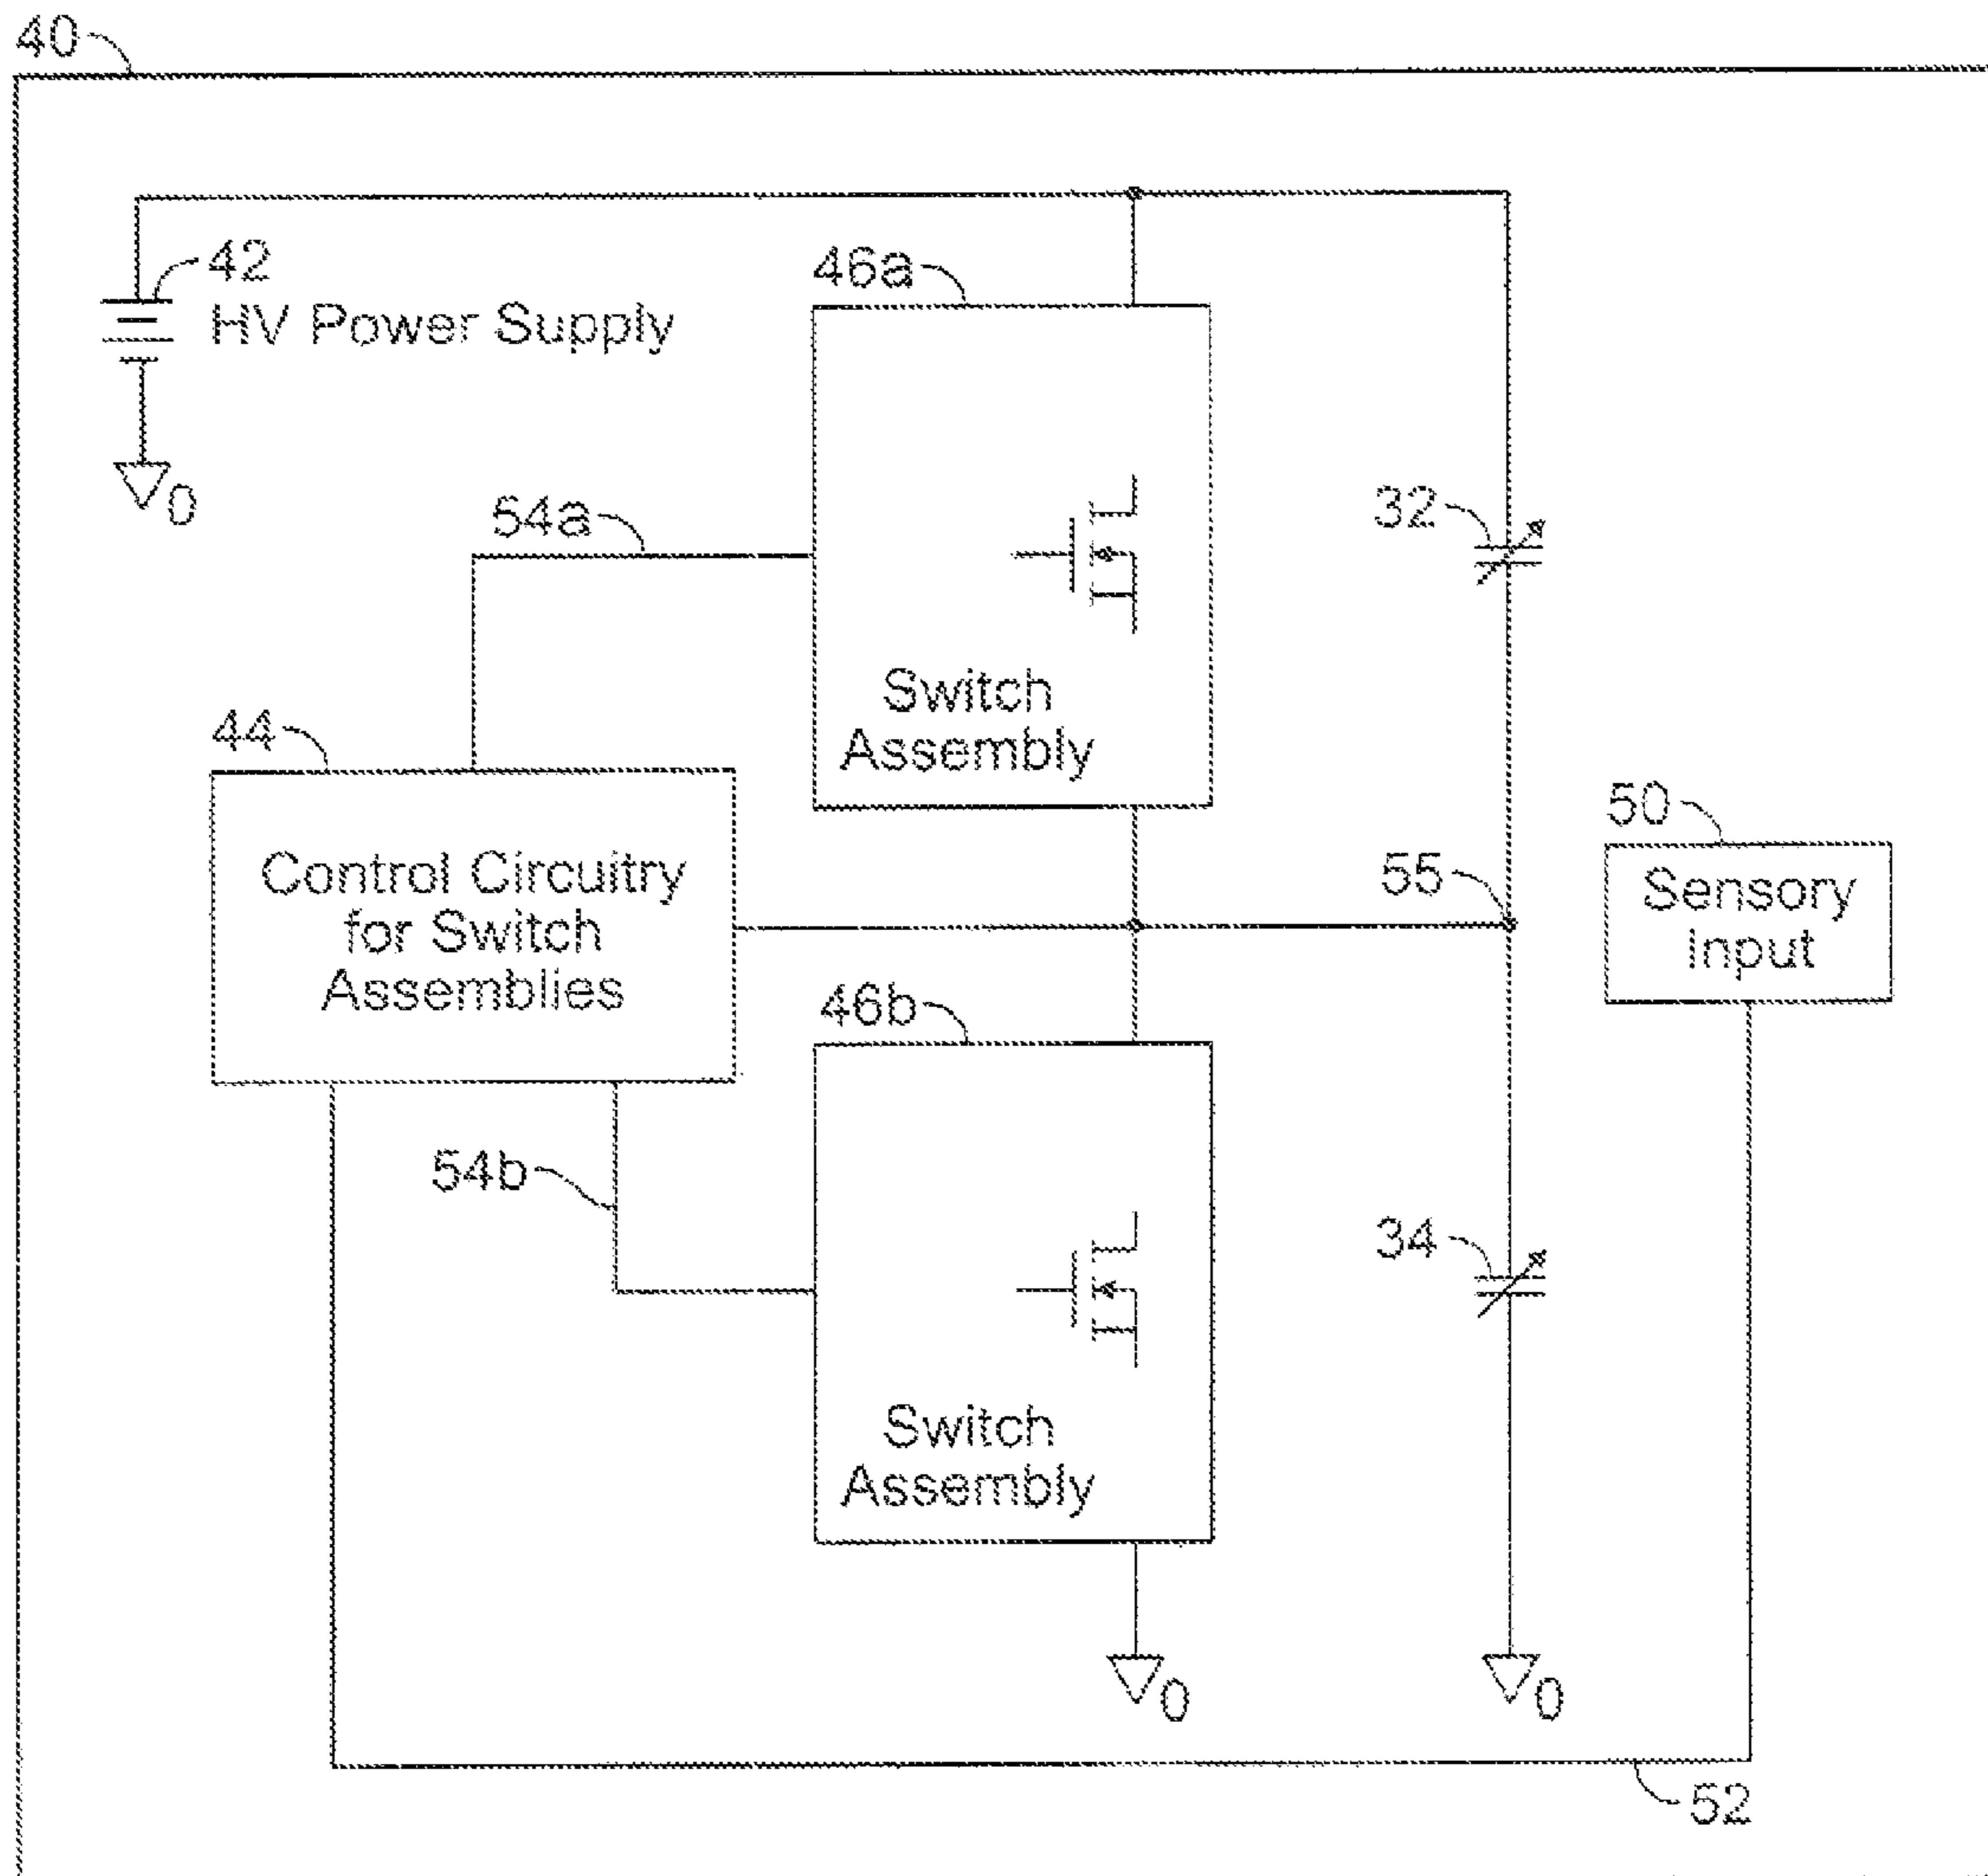 40
42
HV Power Supply
0
46a
54a
32
Switch
Assembly
44
Control Circuitry
for Switch
Assemblies
50
Sensory
Input
55
46b
54b
34
Switch
Assembly
0
0
52